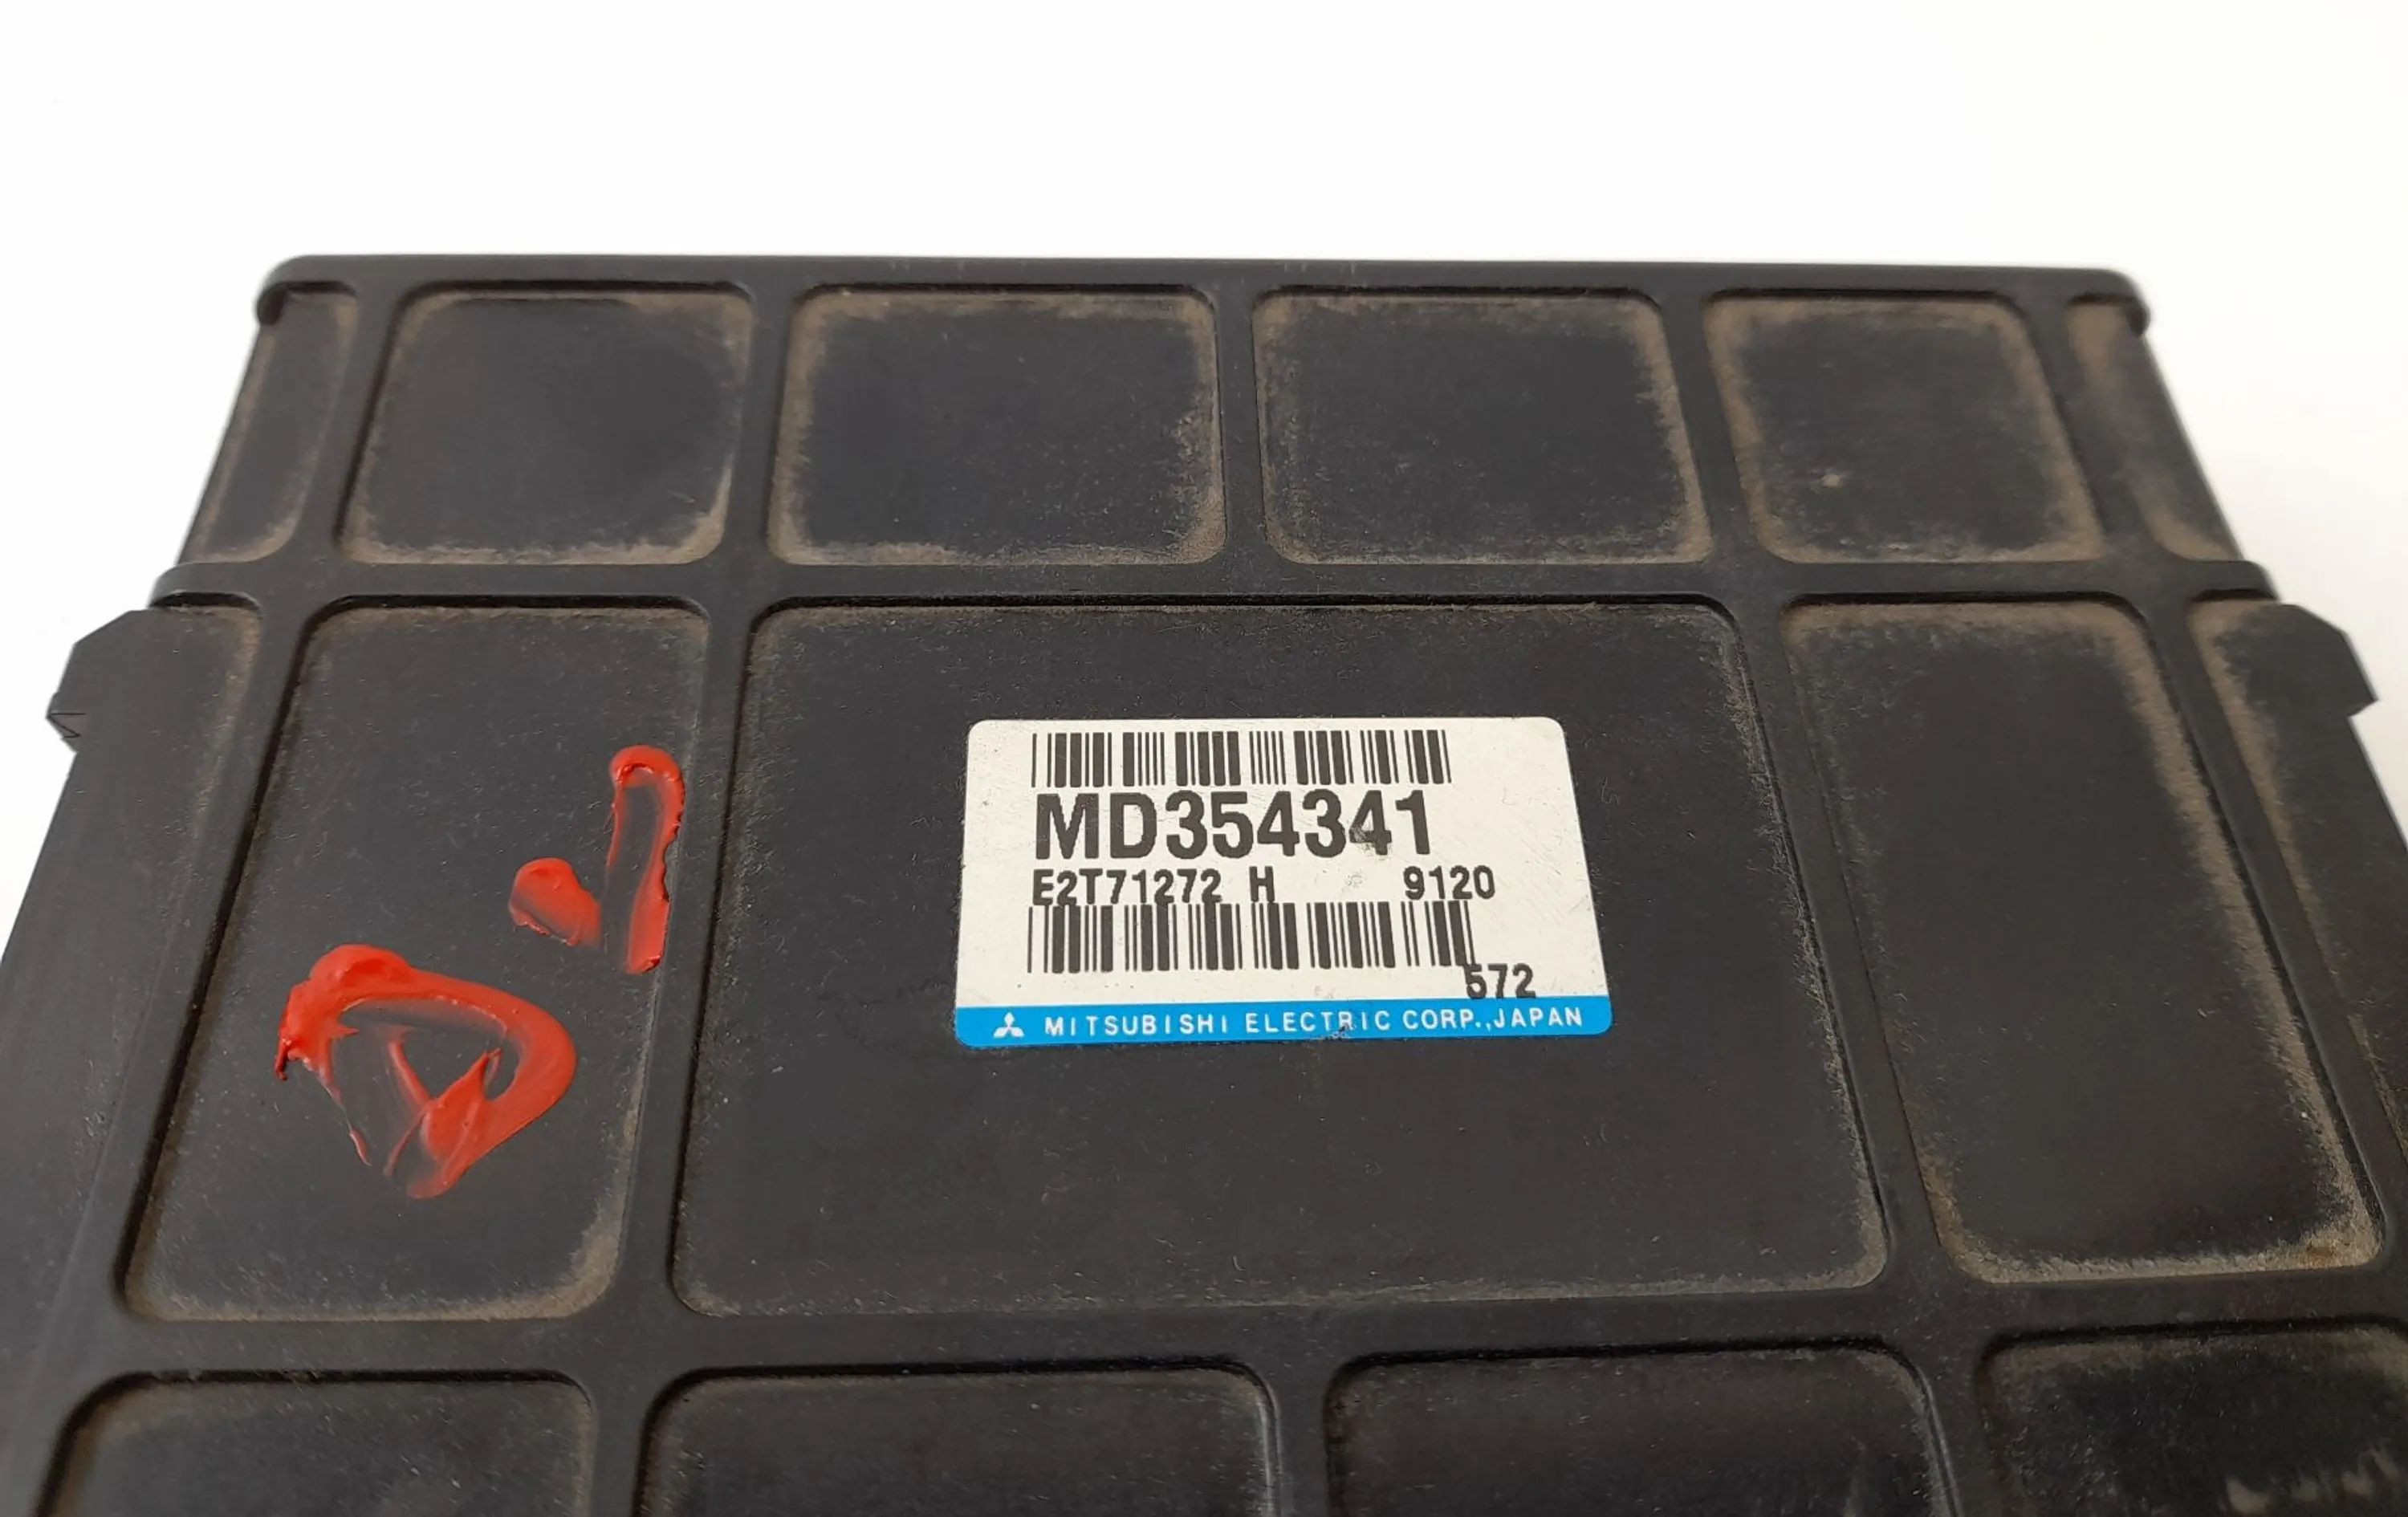 MD354341
E2T71272 H 9120
572
MITSUBISHI ELECTRIC CORP.,JAPAN